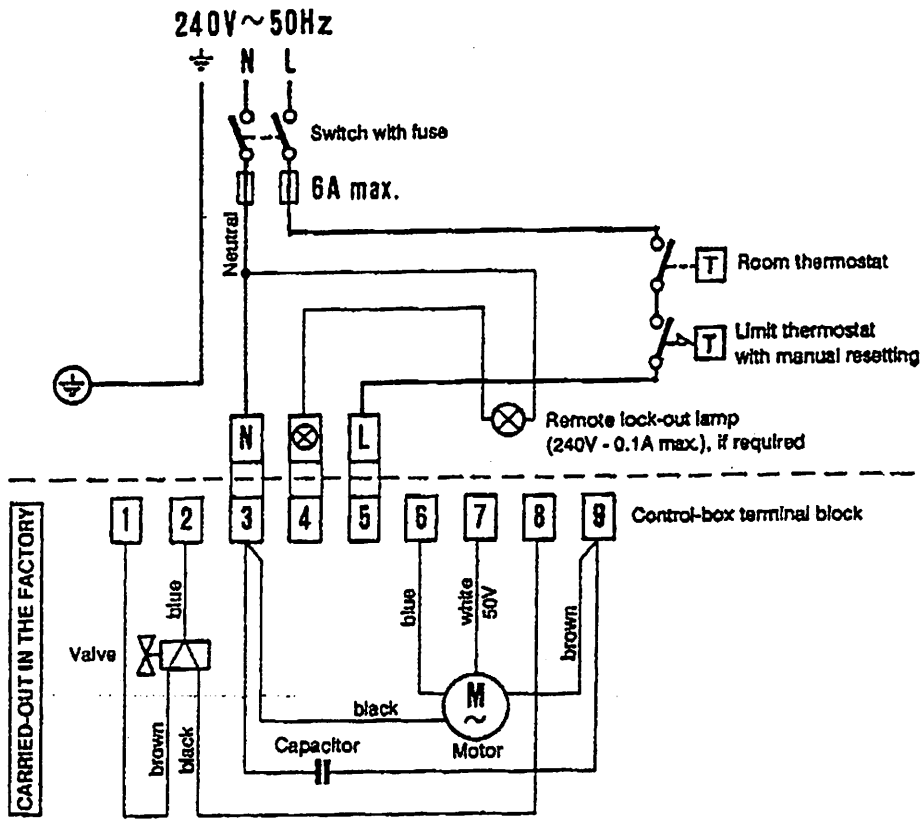 240V~50Hz
N L
Switch with fuse
6A max.
Neutral
T Room thermostat
T Limit thermostat
with manual resetting
N L
Remote lock-out lamp
(240V - 0.1A max.), if required
1 2 3 4 5 6 7 8 9 Control-box terminal block
CARRIED-OUT IN THE FACTORY
blue
blue
white
50V
brown
Valve
M
~
black
brown
black
Capacitor
Motor